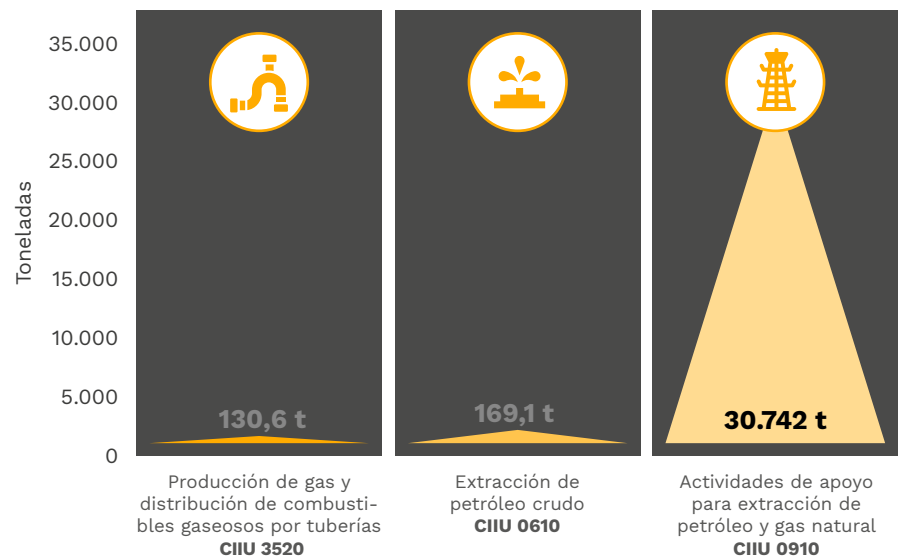 Toneladas
35.000
30.000
25.000
20.000
15.000
10.000
5.000
0
130,6 t
169,1 t
30.742 t
Producción de gas y
distribución de combusti-
bles gaseosos por tuberías
CIIU 3520
Extracción de
petróleo crudo
CIIU 0610
Actividades de apoyo
para extracción de
petróleo y gas natural
CIIU 0910